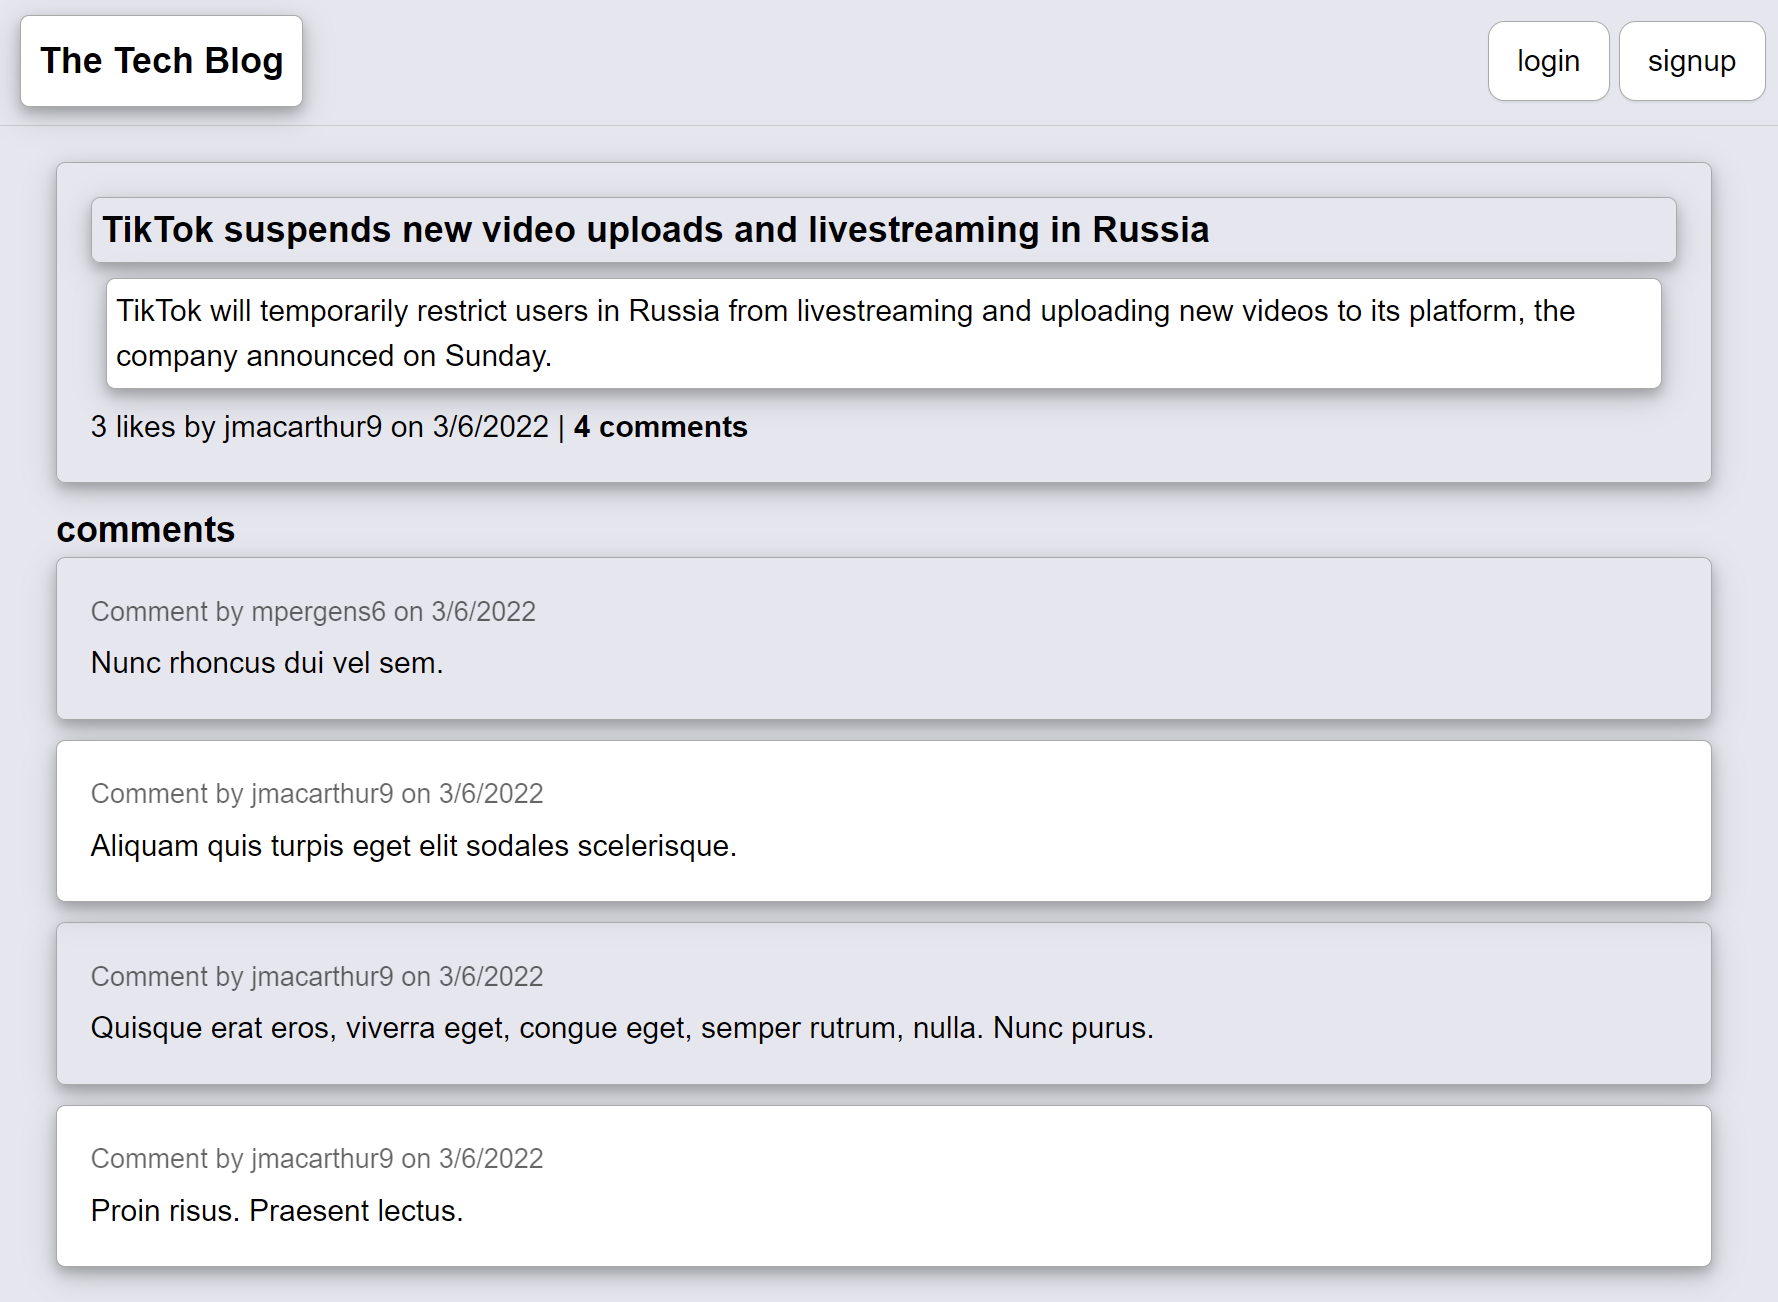 The Tech Blog
login
signup
TikTok suspends new video uploads and livestreaming in Russia
TikTok will temporarily restrict users in Russia from livestreaming and uploading new videos to its platform, the
company announced on Sunday.
3 likes by jmacarthur9 on 3/6/2022 | 4 comments
comments
Comment by mpergens6 on 3/6/2022
Nunc rhoncus dui vel sem.
Comment by jmacarthur9 on 3/6/2022
Aliquam quis turpis eget elit sodales scelerisque.
Comment by jmacarthur9 on 3/6/2022
Quisque erat eros, viverra eget, congue eget, semper rutrum, nulla. Nunc purus.
Comment by jmacarthur9 on 3/6/2022
Proin risus. Praesent lectus.